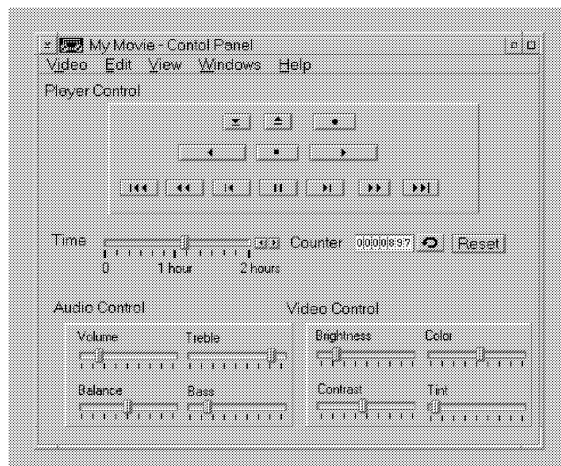 My Movie - Contol Panel
Video Edit View Windows Help
Player Control
Time Counter 0000897 Reset
0 1 hour 2 hours
Audio Control Video Control
Volume Treble Brightness Color
Balance Bass Contrast Tint